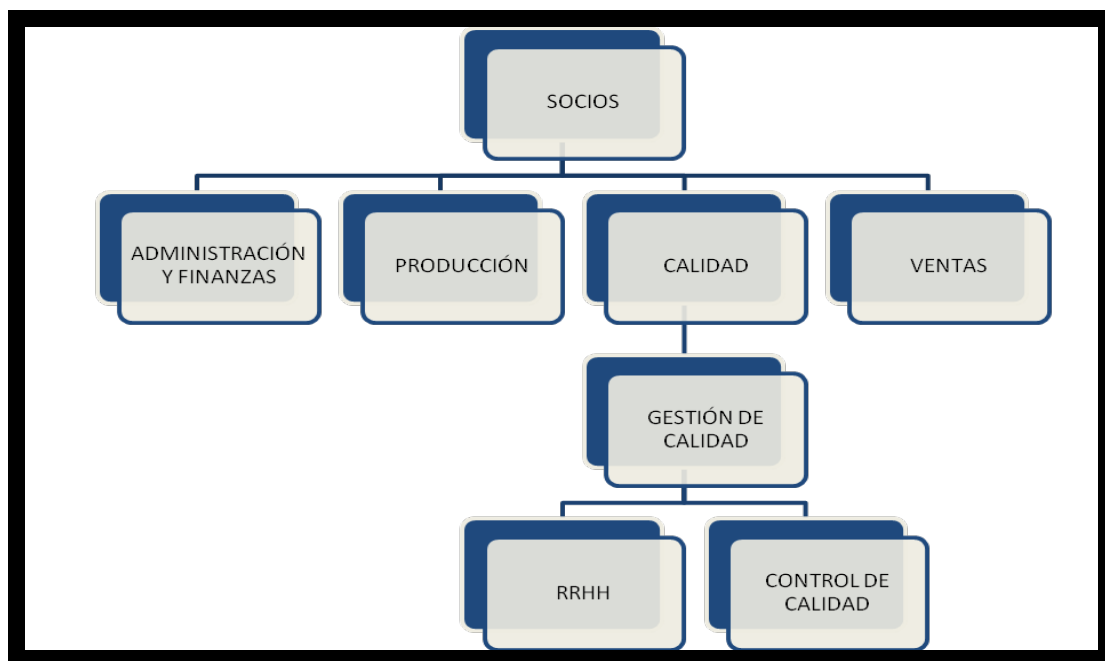 SOCIOS
ADMINISTRACIÓN
Y FINANZAS
PRODUCCIÓN
CALIDAD
VENTAS
GESTIÓN DE
CALIDAD
RRHH
CONTROL DE
CALIDAD